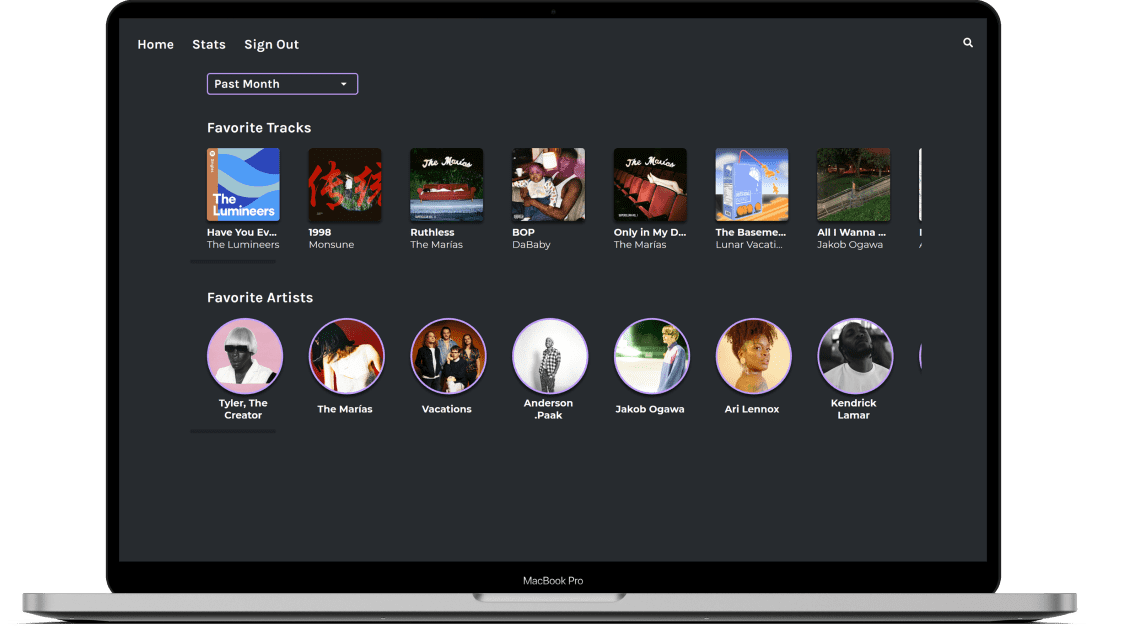 Home Stats Sign Out
Past Month
Favorite Tracks
The
Lumineers
传统
The Marías
The Marías
Have You Ev... 1998 Ruthless BOP Only in My D... The Baseme... All I Wanna ...
The Lumineers Monsune The Marías DaBaby The Marías Lunar Vacati... Jakob Ogawa
Favorite Artists
Tyler, The
Creator
The Marías
Vacations
Anderson
.Paak
Jakob Ogawa
Ari Lennox
Kendrick
Lamar
MacBook Pro